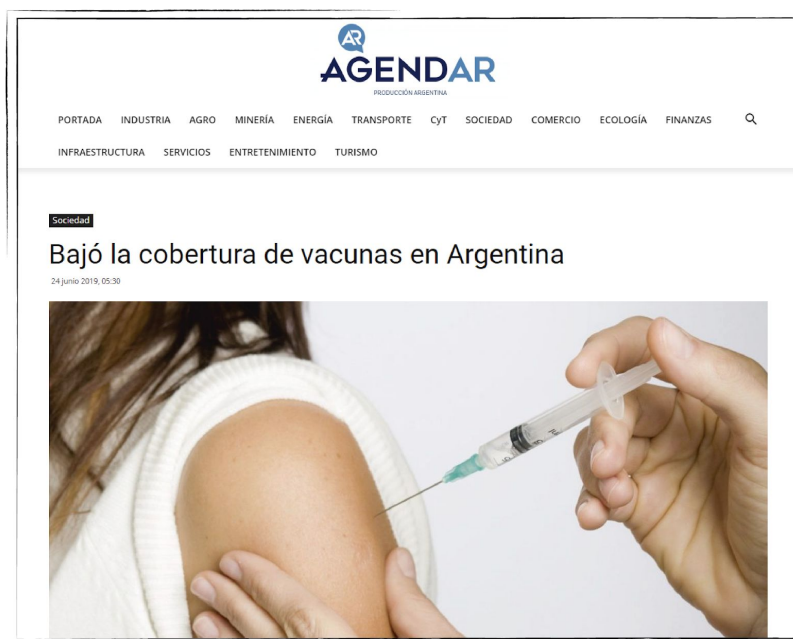 AR
AGENDAR
PRODUCCIÓN ARGENTINA
PORTADA INDUSTRIA AGRO MINERÍA ENERGÍA TRANSPORTE CyT SOCIEDAD COMERCIO ECOLOGÍA FINANZAS
INFRAESTRUCTURA SERVICIOS ENTRETENIMIENTO TURISMO
Sociedad
Bajó la cobertura de vacunas en Argentina
24 junio 2019, 05:30